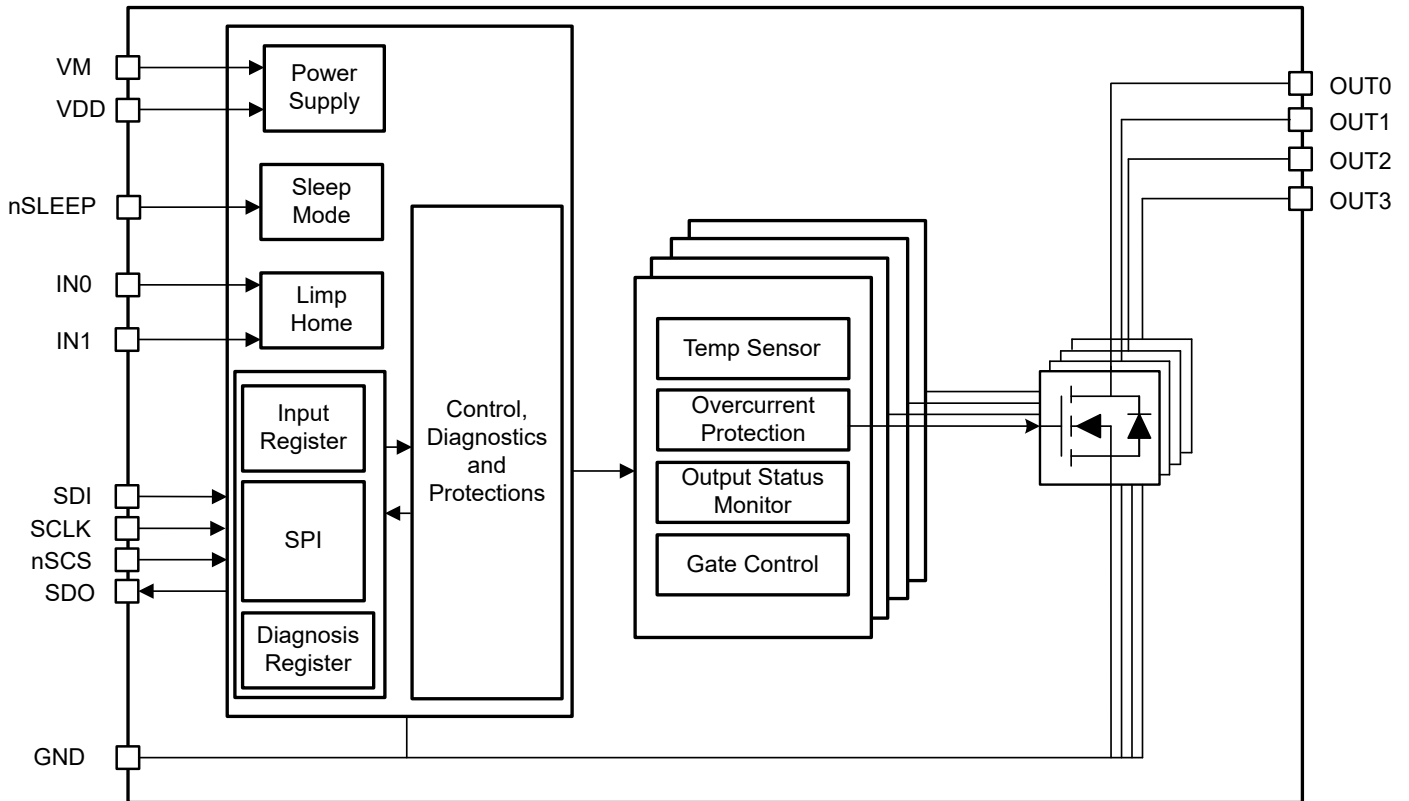 VM
VDD
nSLEEP
IN0
IN1
SDI
SCLK
nSCS
SDO
GND
Power
Supply
Sleep
Mode
Limp
Home
Input
Register
SPI
Diagnosis
Register
Control,
Diagnostics
and
Protections
Temp Sensor
Overcurrent
Protection
Output Status
Monitor
Gate Control
OUT0
OUT1
OUT2
OUT3